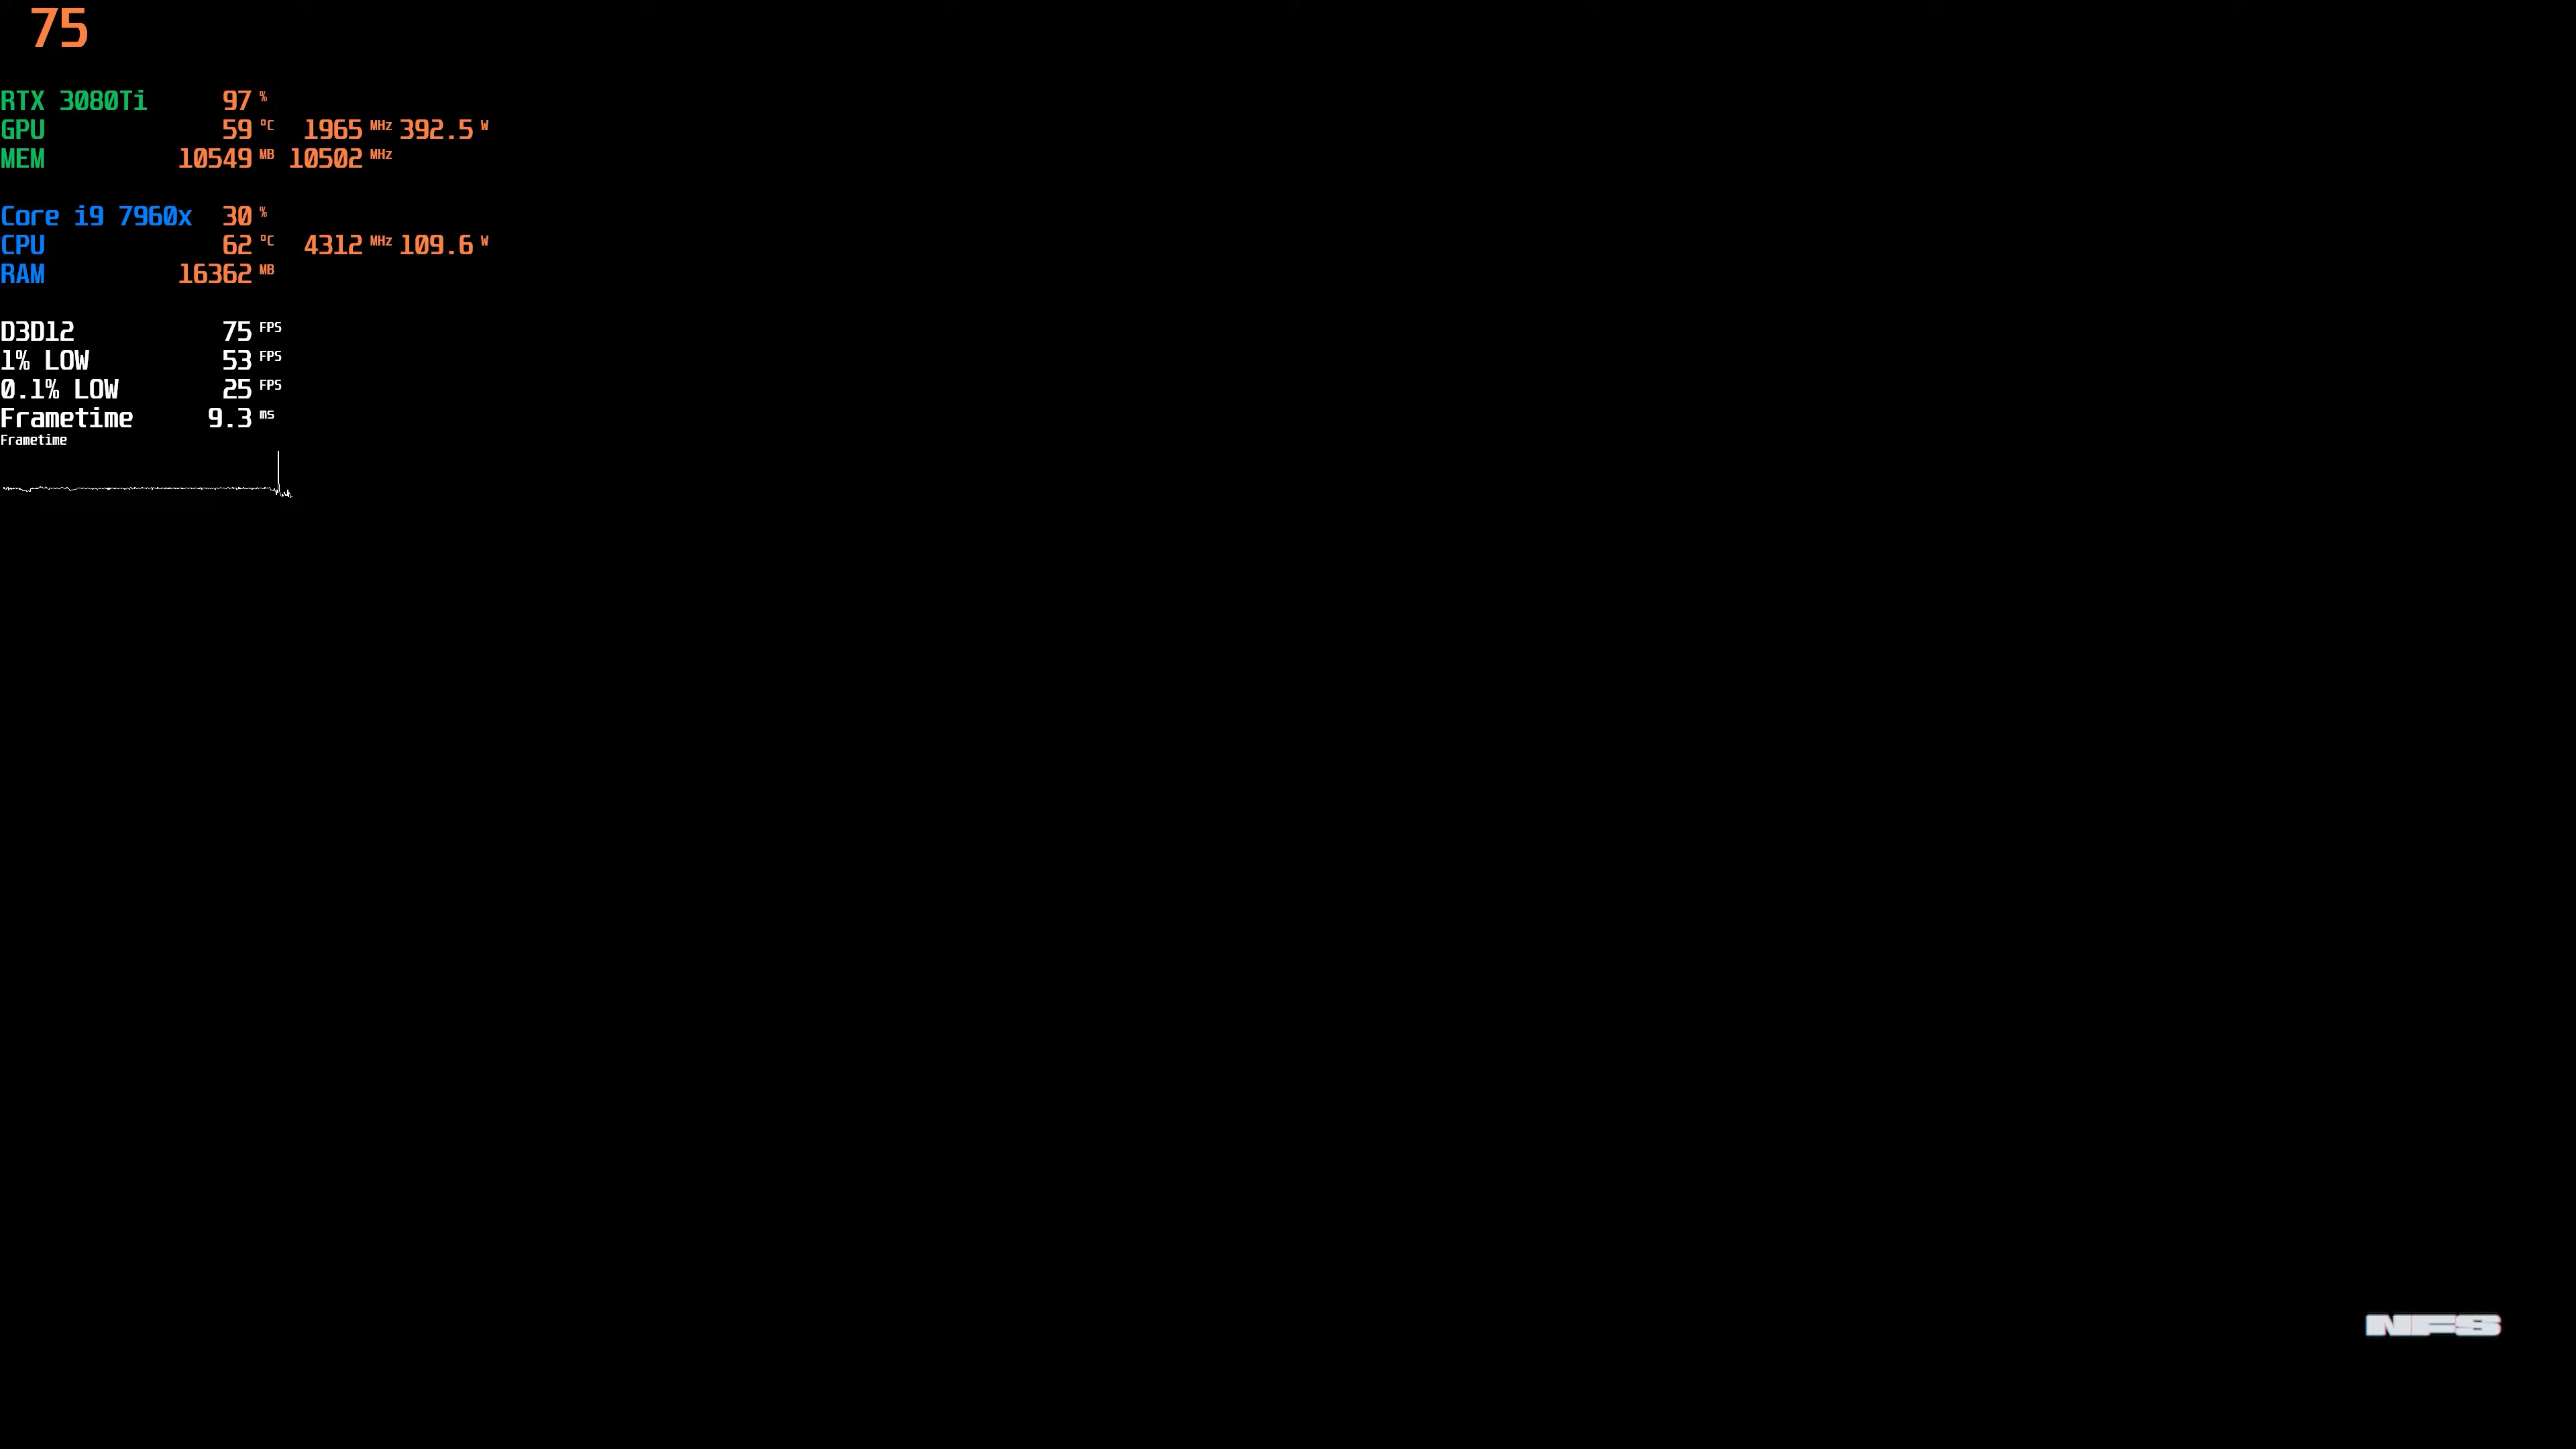 75
RTX 3080Ti 97 %
GPU 59 °C 1965 MHz 392.5 W
MEM 10549 MB 10502 MHz
Core i9 7960x 30 %
CPU 62 °C 4312 MHz 109.6 W
RAM 16362 MB
D3D12 75 FPS
1% LOW 53 FPS
0.1% LOW 25 FPS
Frametime 9.3 ms
Frametime
NFS